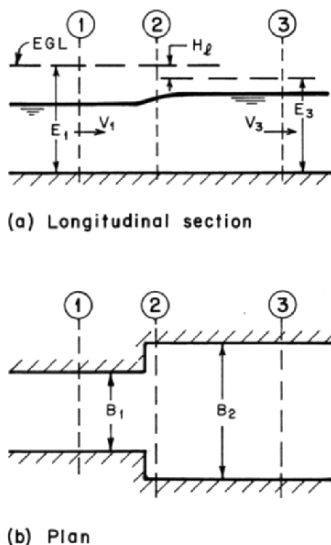 1 2 3
EGL
Hℓ
E1 V1 V3 E3
(a) Longitudinal section
1 2 3
B1 B2
(b) Plan